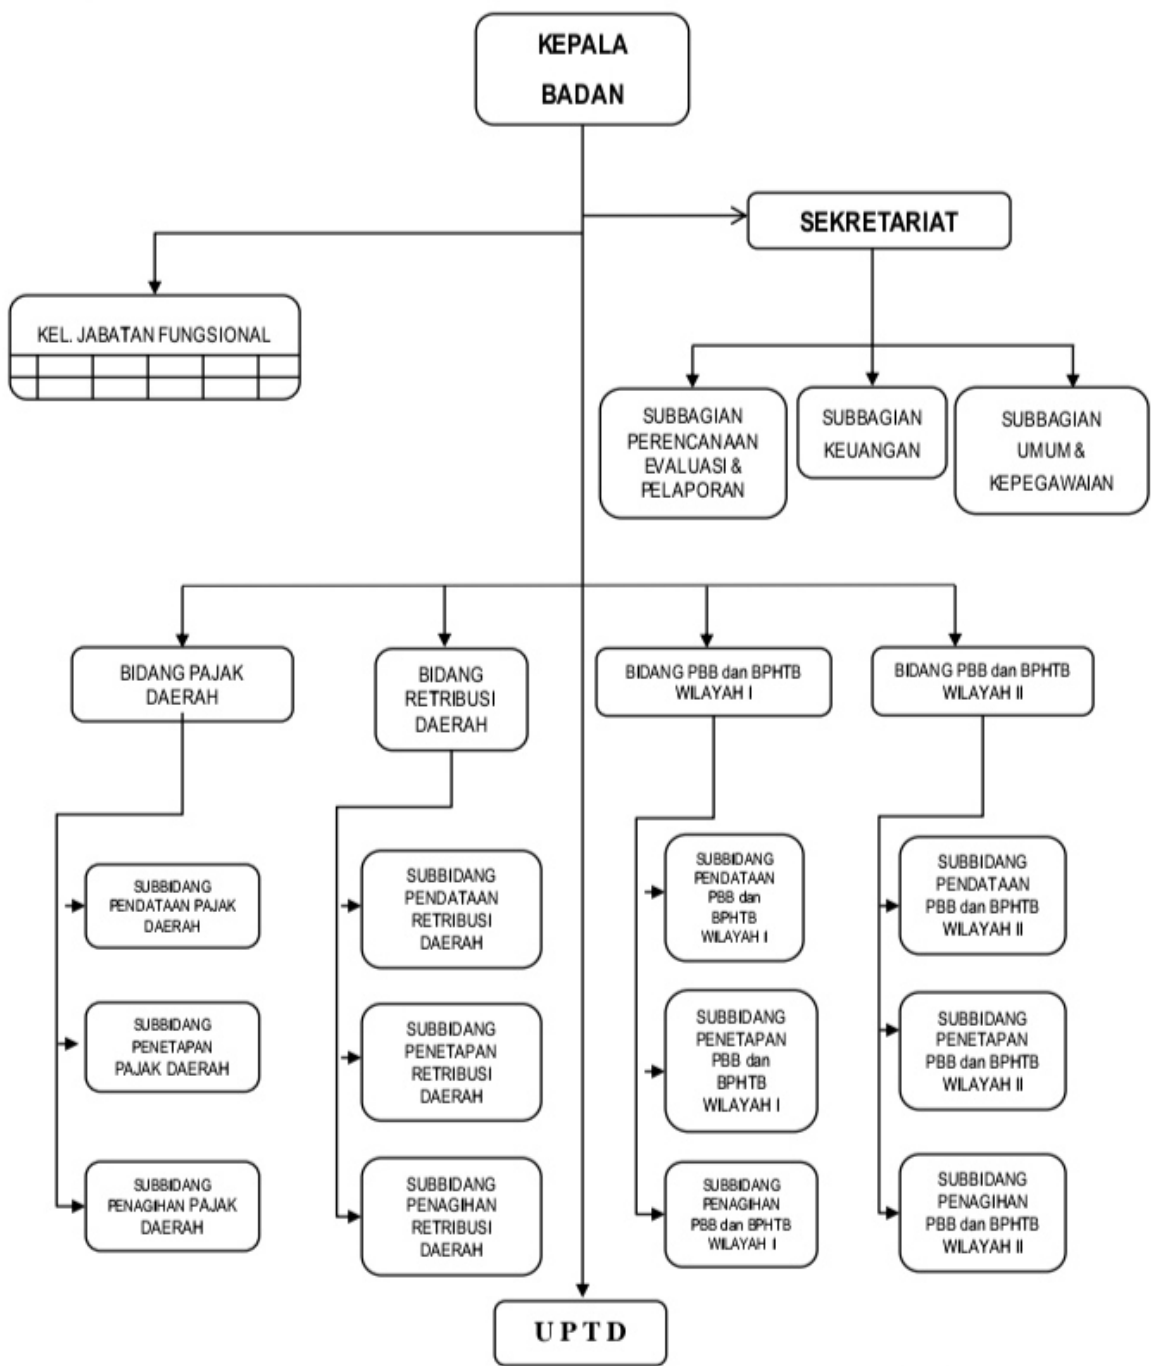 KEPALA
BADAN
SEKRETARIAT
KEL. JABATAN FUNGSIONAL
SUBBAGIAN
PERENCANAAN
EVALUASI &
PELAPORAN
SUBBAGIAN
KEUANGAN
SUBBAGIAN
UMUM &
KEPEGAWAIAN
BIDANG PAJAK
DAERAH
BIDANG
RETRIBUSI
DAERAH
BIDANG PBB dan BPHTB
WILAYAH I
BIDANG PBB dan BPHTB
WILAYAH II
SUBBIDANG
PENDATAAN PAJAK
DAERAH
SUBBIDANG
PENDATAAN
RETRIBUSI
DAERAH
SUBBIDANG
PENDATAAN
PBB dan
BPHTB
WILAYAH I
SUBBIDANG
PENDATAAN
PBB dan BPHTB
WILAYAH II
SUBBIDANG
PENETAPAN
PAJAK DAERAH
SUBBIDANG
PENETAPAN
RETRIBUSI
DAERAH
SUBBIDANG
PENETAPAN
PBB dan
BPHTB
WILAYAH I
SUBBIDANG
PENETAPAN
PBB dan BPHTB
WILAYAH II
SUBBIDANG
PENAGIHAN PAJAK
DAERAH
SUBBIDANG
PENAGIHAN
RETRIBUSI
DAERAH
SUBBIDANG
PENAGIHAN
PBB dan BPHTB
WILAYAH I
SUBBIDANG
PENAGIHAN
PBB dan BPHTB
WILAYAH II
U P T D